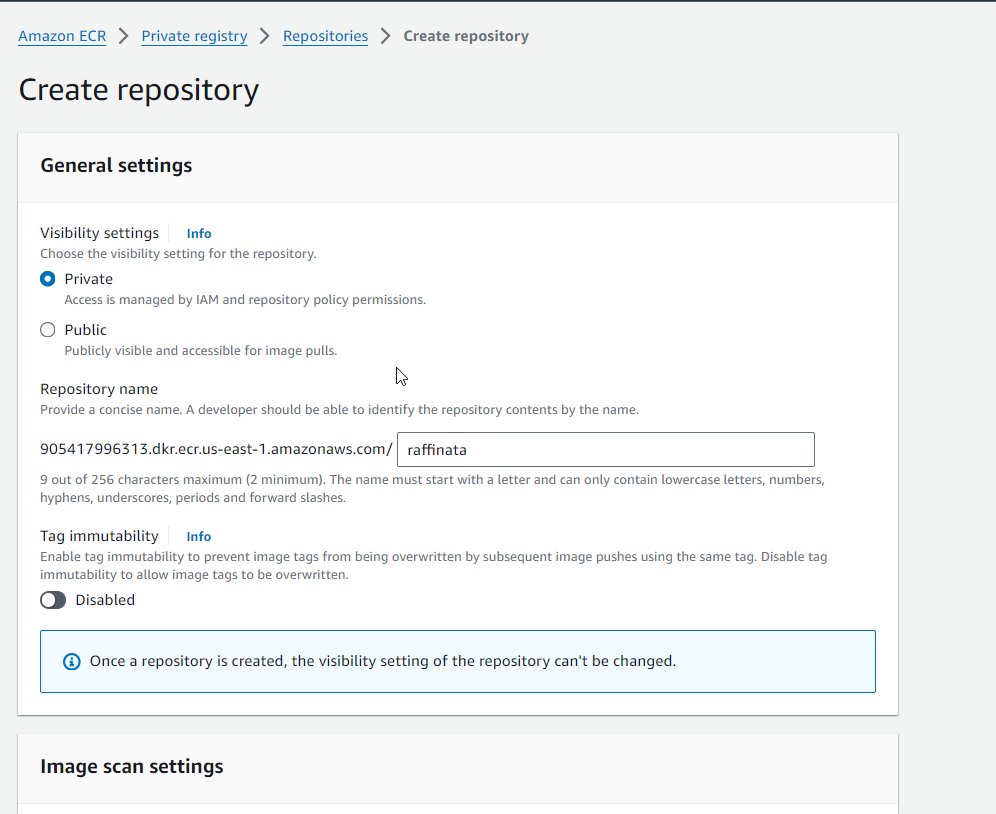 Amazon ECR > Private registry > Repositories > Create repository
Create repository
General settings
Visibility settings Info
Choose the visibility setting for the repository.
Private
Access is managed by IAM and repository policy permissions.
Public
Publicly visible and accessible for image pulls.
Repository name
Provide a concise name. A developer should be able to identify the repository contents by the name.
905417996313.dkr.ecr.us-east-1.amazonaws.com/ raffinata
9 out of 256 characters maximum (2 minimum). The name must start with a letter and can only contain lowercase letters, numbers,
hyphens, underscores, periods and forward slashes.
Tag immutability Info
Enable tag immutability to prevent image tags from being overwritten by subsequent image pushes using the same tag. Disable tag
immutability to allow image tags to be overwritten.
Disabled
Once a repository is created, the visibility setting of the repository can't be changed.
Image scan settings